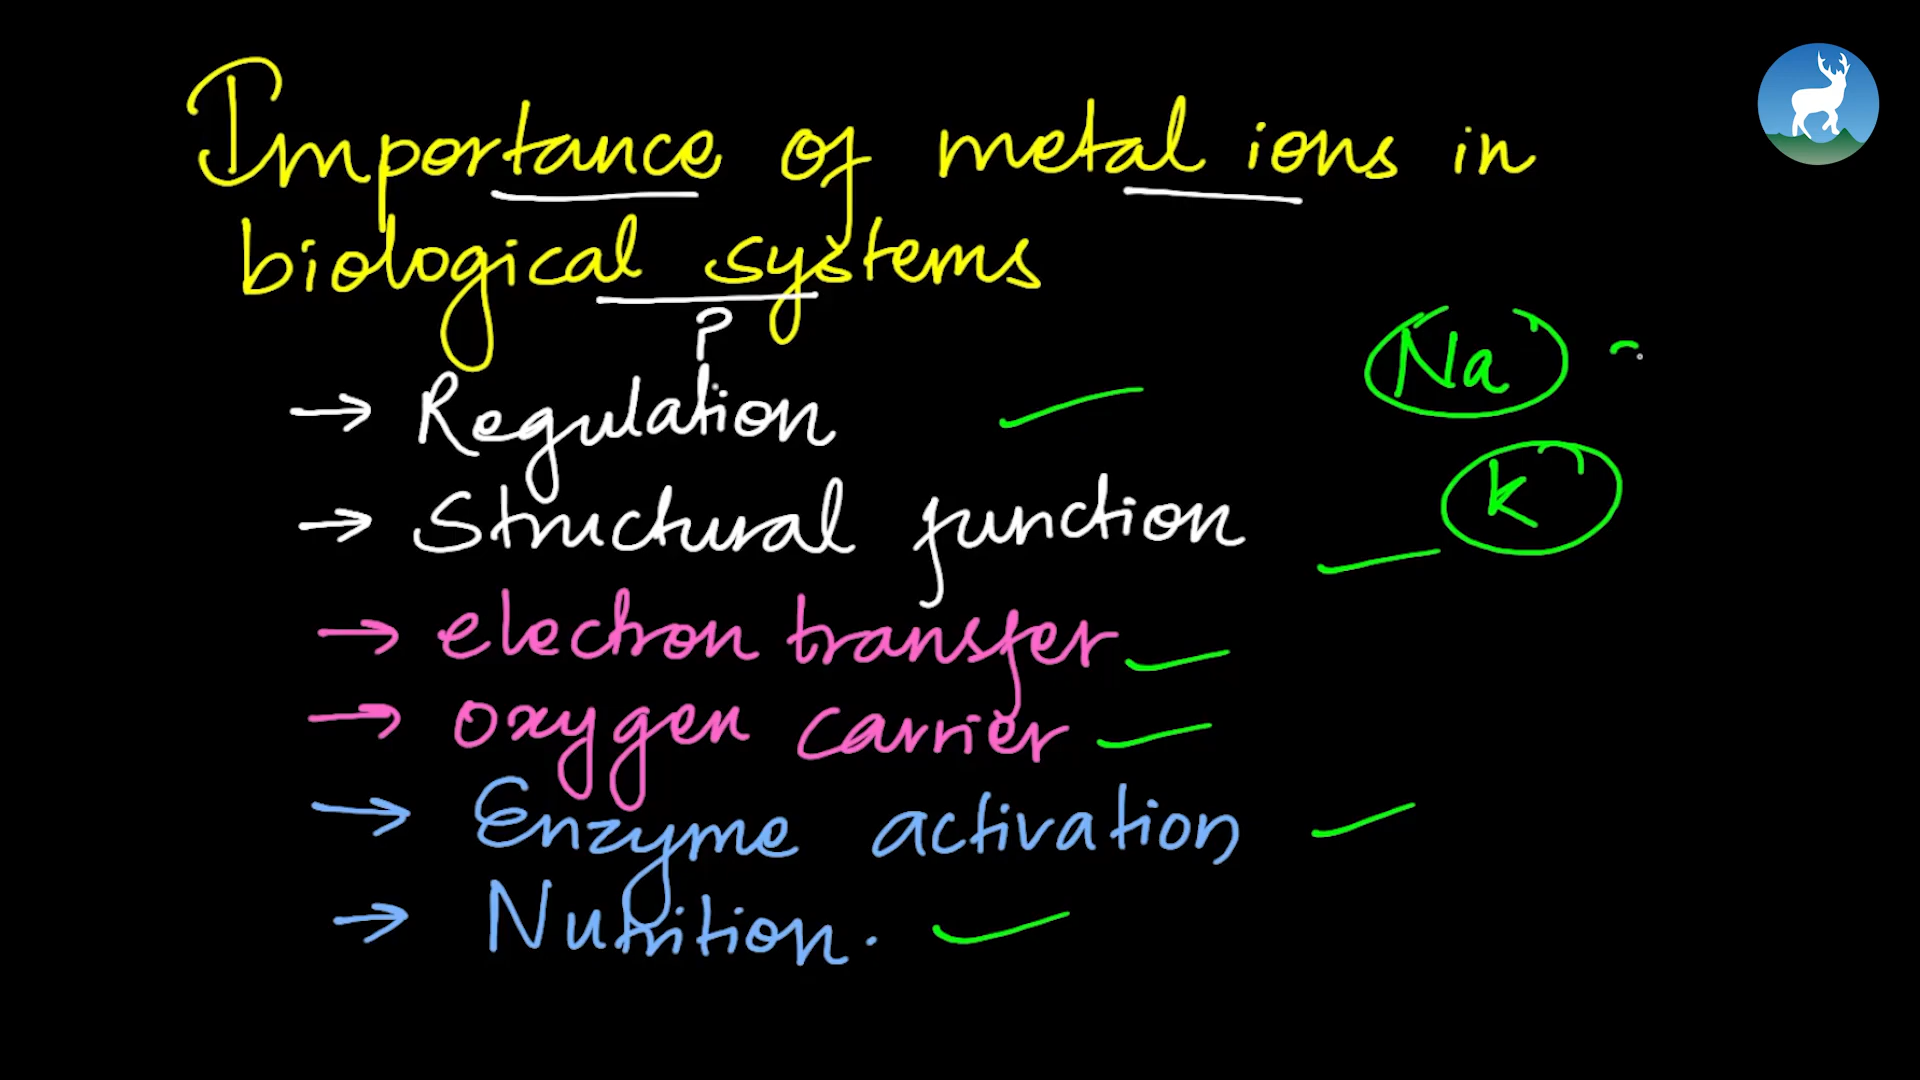 Importance of metal ions in
biological systems
P
→ Regulation
Na
→ Structural function
K
→ electron transfer
→ oxygen carrier
→ Enzyme activation
→ Nutrition.